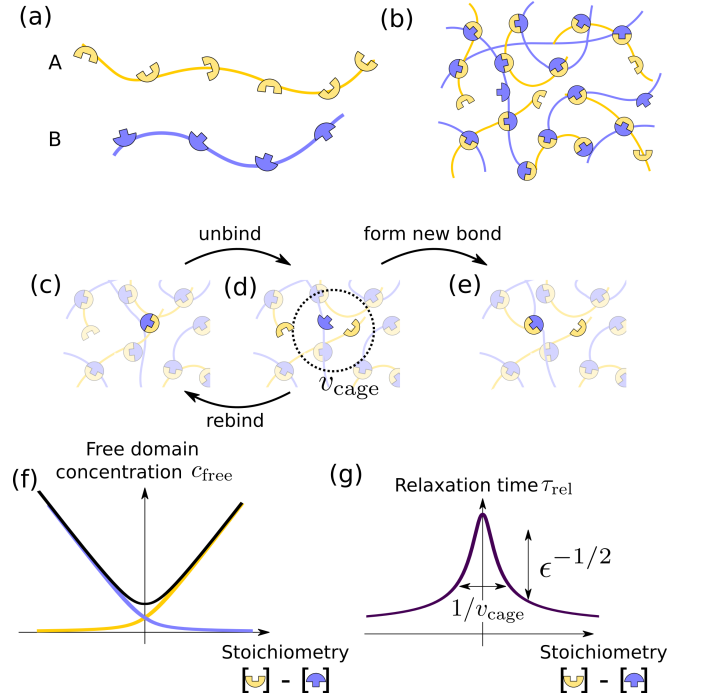 (a)
A
B
(b)
unbind
form new bond
(c)
(d)
(e)
v_cage
rebind
Free domain
concentration c_free
(f)
Stoichiometry
[ ] - [ ]
(g)
Relaxation time τ_rel
ϵ^{-1/2}
1/v_cage
Stoichiometry
[ ] - [ ]